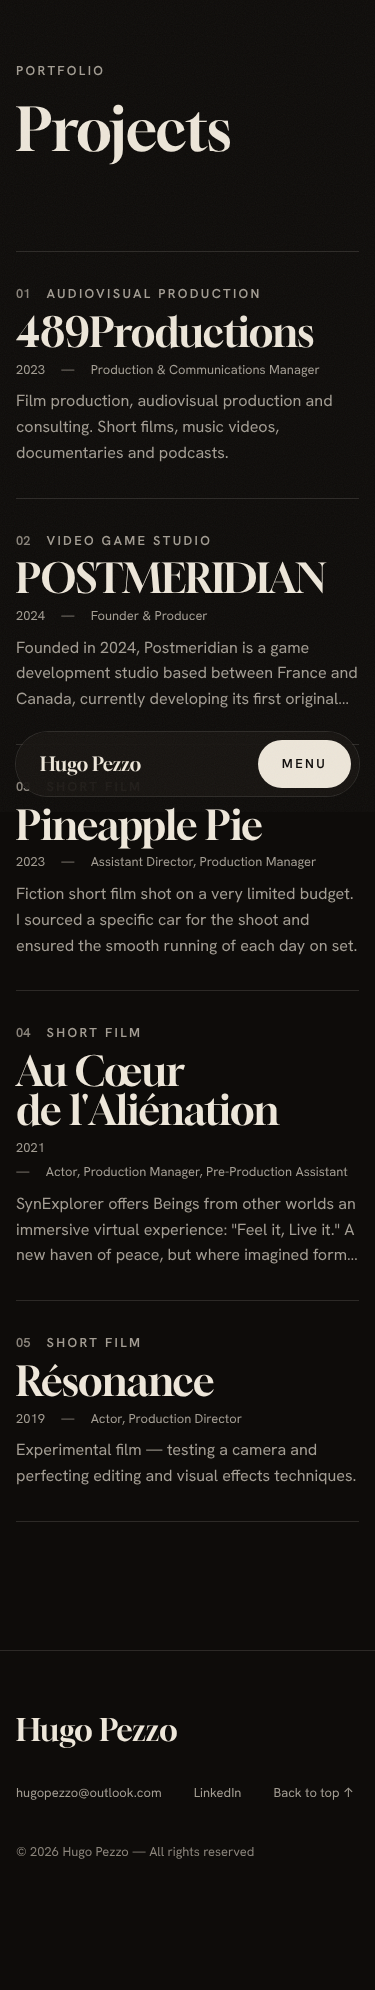 PORTFOLIO
Projects
01 AUDIOVISUAL PRODUCTION
489Productions
2023 — Production & Communications Manager
Film production, audiovisual production and
consulting. Short films, music videos,
documentaries and podcasts.
02 VIDEO GAME STUDIO
POSTMERIDIAN
2024 — Founder & Producer
Founded in 2024, Postmeridian is a game
development studio based between France and
Canada, currently developing its first original...
Hugo Pezzo MENU
03 SHORT FILM
Pineapple Pie
2023 — Assistant Director, Production Manager
Fiction short film shot on a very limited budget.
I sourced a specific car for the shoot and
ensured the smooth running of each day on set.
04 SHORT FILM
Au Cœur
de l'Aliénation
2021
— Actor, Production Manager, Pre-Production Assistant
SynExplorer offers Beings from other worlds an
immersive virtual experience: "Feel it, Live it." A
new haven of peace, but where imagined form...
05 SHORT FILM
Résonance
2019 — Actor, Production Director
Experimental film — testing a camera and
perfecting editing and visual effects techniques.
Hugo Pezzo
hugopezzo@outlook.com LinkedIn Back to top ↑
© 2026 Hugo Pezzo — All rights reserved